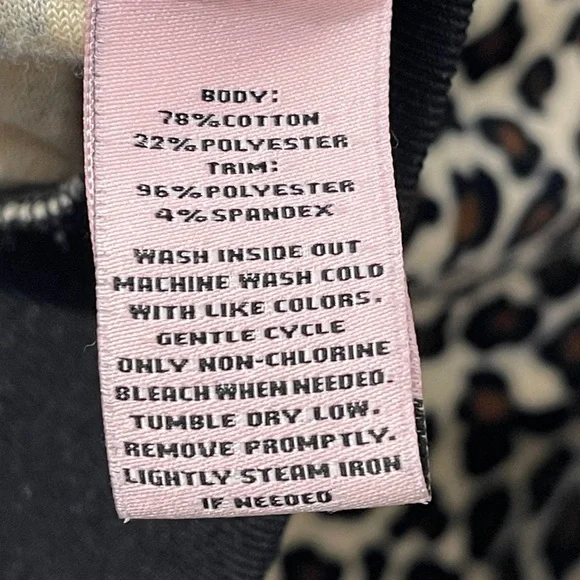 BODY:
78%COTTON
22%POLYESTER
TRIM:
96%POLYESTER
4%SPANDEX
WASH INSIDE OUT
MACHINE WASH COLD
WITH LIKE COLORS.
GENTLE CYCLE
ONLY NON-CHLORINE
BLEACH WHEN NEEDED.
TUMBLE DRY LOW.
REMOVE PROMPTLY.
LIGHTLY STEAM IRON
IF NEEDED